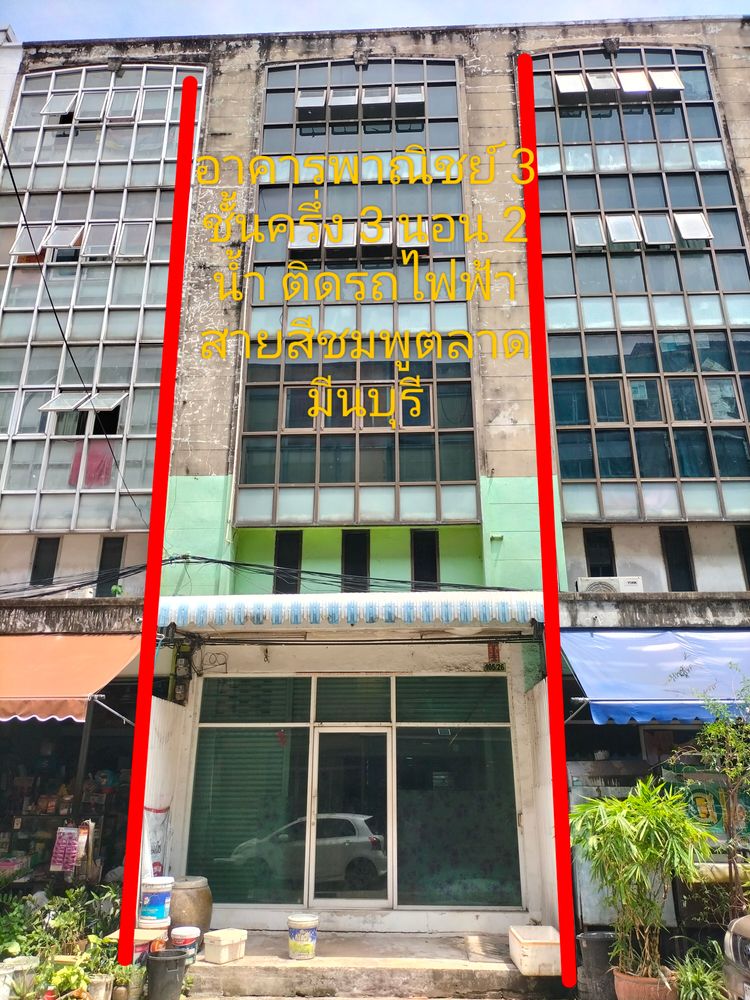 อาคารพาณิชย์ 3
ชั้นครึ่ง 3 นอน 2
น้ำ ติดรถไฟฟ้า
สายสีชมพูตลาด
มีนบุรี